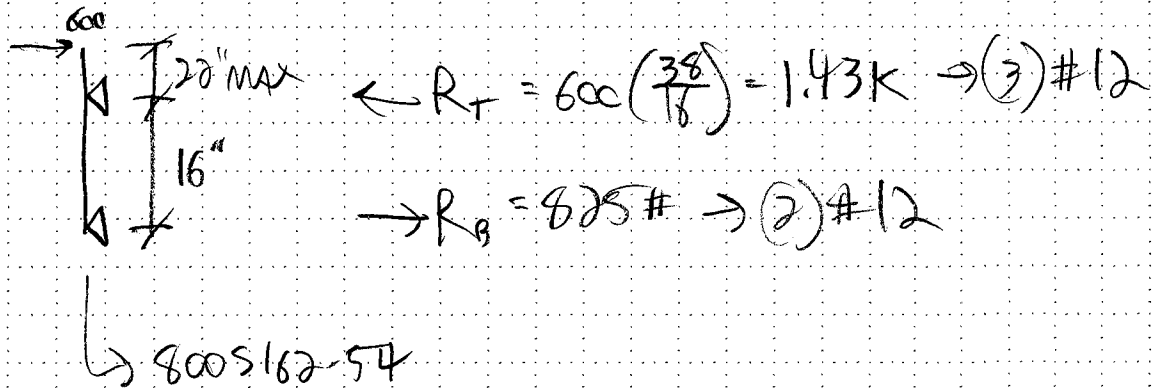 600
22" MAX
← R_T = 600(38/16) = 1.43K → (3) #12
16"
→ R_B = 825# → (2) #12
↳ 800S162-54